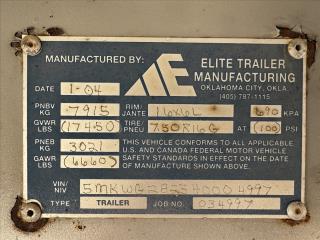 MANUFACTURED BY:
ELITE TRAILER
MANUFACTURING
OKLAHOMA CITY, OKLA.
(405) 787-1115
DATE 1-04
PNBV KG 7915 RIM/JANTE 16x6L 690 KPA
GVWR LBS (17450) TIRE/PNEU 750R16G AT (100) PSI
PNEB KG 3021 THIS VEHICLE CONFORMS TO ALL APPLICABLE
U.S. AND CANADA FEDERAL MOTOR VEHICLE
GAWR LBS (6660) SAFETY STANDARDS IN EFFECT ON THE DATE
OF MANUFACTURE SHOWN ABOVE.
VIN/NIV
TYPE TRAILER JOB NO. 034997